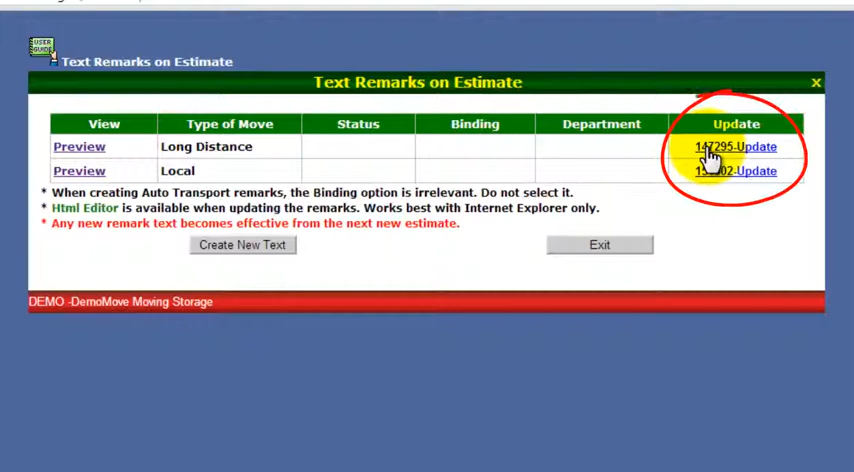 USER GUIDE
Text Remarks on Estimate
Text Remarks on Estimate X
View Type of Move Status Binding Department Update
Preview Long Distance 147295-Update
Preview Local Update
* When creating Auto Transport remarks, the Binding option is irrelevant. Do not select it.
* Html Editor is available when updating the remarks. Works best with Internet Explorer only.
* Any new remark text becomes effective from the next new estimate.
Create New Text Exit
DEMO -DemoMove Moving Storage